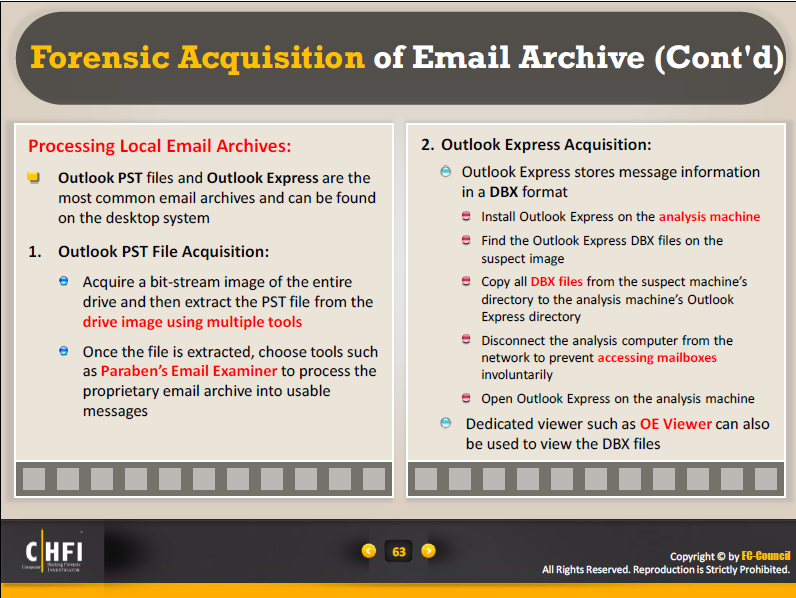 Forensic Acquisition of Email Archive (Cont'd)
Processing Local Email Archives:
Outlook PST files and Outlook Express are the
most common email archives and can be found
on the desktop system
1. Outlook PST File Acquisition:
Acquire a bit-stream image of the entire
drive and then extract the PST file from the
drive image using multiple tools
Once the file is extracted, choose tools such
as Paraben's Email Examiner to process the
proprietary email archive into usable
messages
2. Outlook Express Acquisition:
Outlook Express stores message information
in a DBX format
Install Outlook Express on the analysis machine
Find the Outlook Express DBX files on the
suspect image
Copy all DBX files from the suspect machine's
directory to the analysis machine's Outlook
Express directory
Disconnect the analysis computer from the
network to prevent accessing mailboxes
involuntarily
Open Outlook Express on the analysis machine
Dedicated viewer such as OE Viewer can also
be used to view the DBX files
CHFI
Computer Hacking Forensic
INVESTIGATOR
63
Copyright © by EC-Council
All Rights Reserved. Reproduction is Strictly Prohibited.